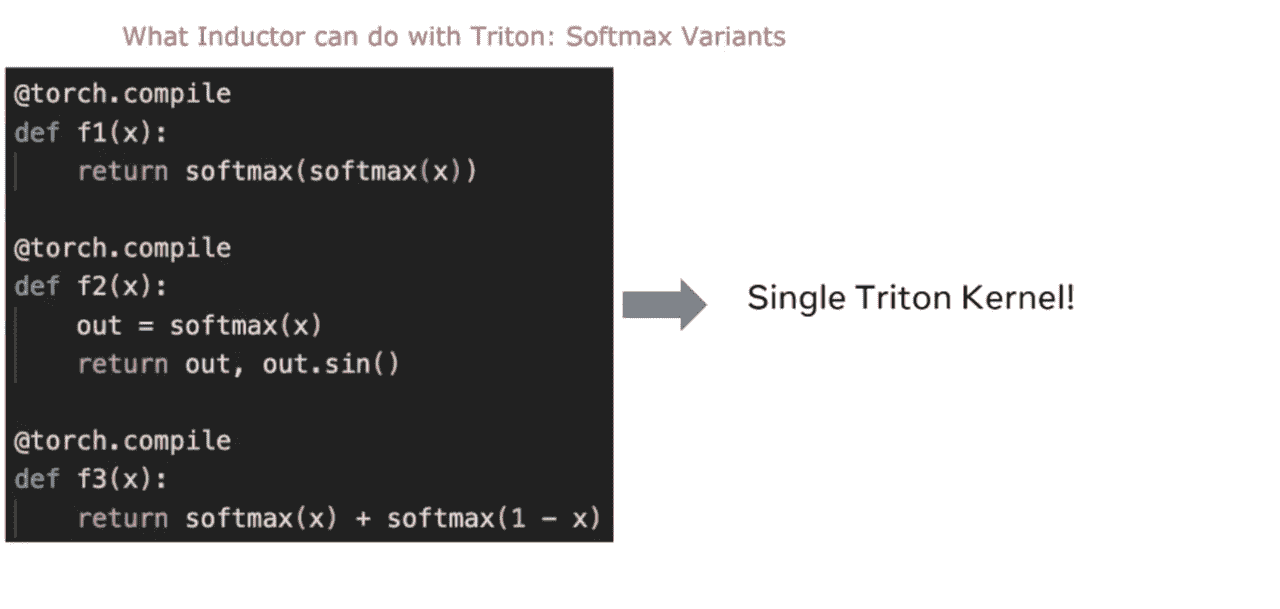 What Inductor can do with Triton: Softmax Variants
@torch.compile
def f1(x):
    return softmax(softmax(x))
@torch.compile
def f2(x):
    out = softmax(x)
    return out, out.sin()
@torch.compile
def f3(x):
    return softmax(x) + softmax(1 − x)
Single Triton Kernel!